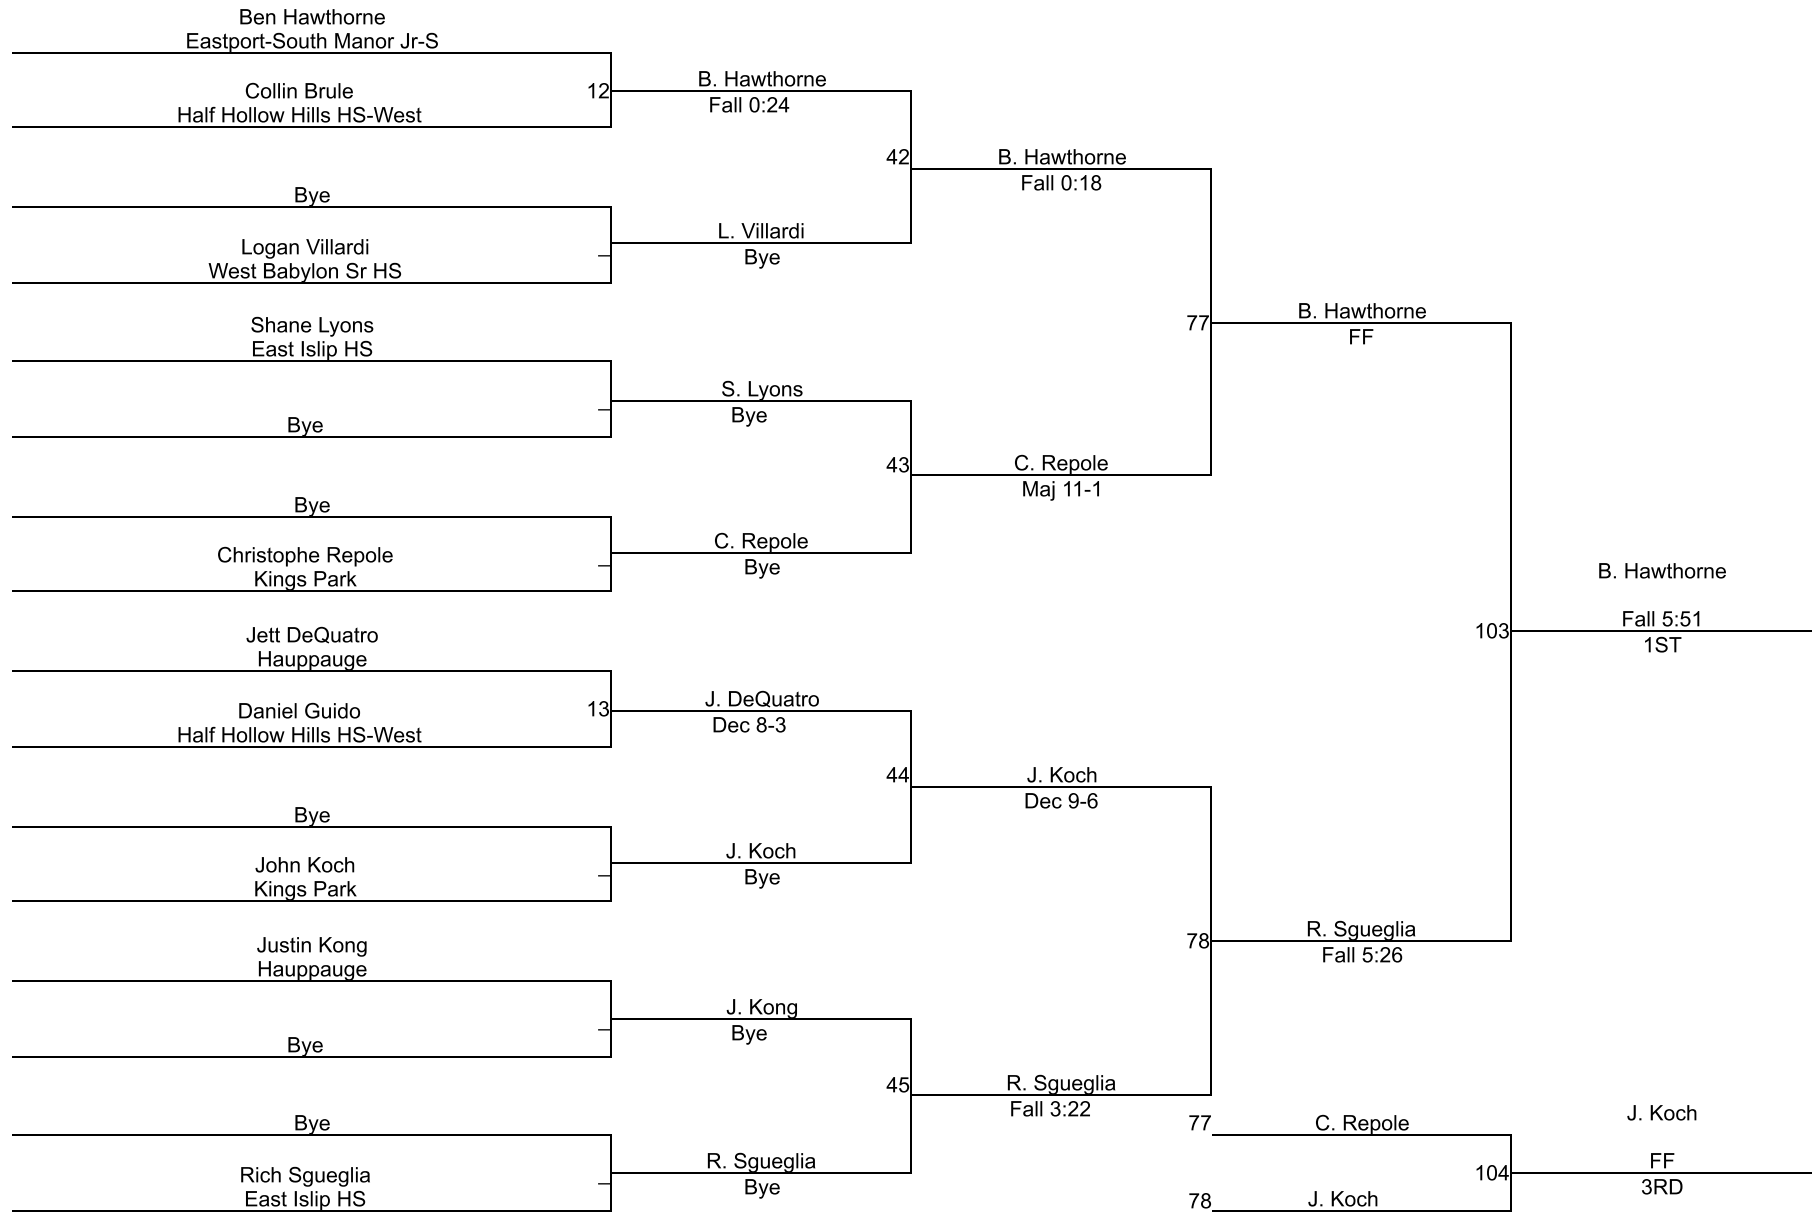 Ben Hawthorne
Eastport-South Manor Jr-S
Collin Brule
Half Hollow Hills HS-West
12
B. Hawthorne
Fall 0:24
Bye
Logan Villardi
West Babylon Sr HS
L. Villardi
Bye
42
B. Hawthorne
Fall 0:18
Shane Lyons
East Islip HS
Bye
S. Lyons
Bye
Bye
Christophe Repole
Kings Park
C. Repole
Bye
43
C. Repole
Maj 11-1
77
B. Hawthorne
FF
Jett DeQuatro
Hauppauge
Daniel Guido
Half Hollow Hills HS-West
13
J. DeQuatro
Dec 8-3
Bye
John Koch
Kings Park
J. Koch
Bye
44
J. Koch
Dec 9-6
Justin Kong
Hauppauge
Bye
J. Kong
Bye
Bye
Rich Sgueglia
East Islip HS
R. Sgueglia
Bye
45
R. Sgueglia
Fall 3:22
78
R. Sgueglia
Fall 5:26
103
B. Hawthorne
Fall 5:51
1ST
77
C. Repole
78
J. Koch
104
J. Koch
FF
3RD